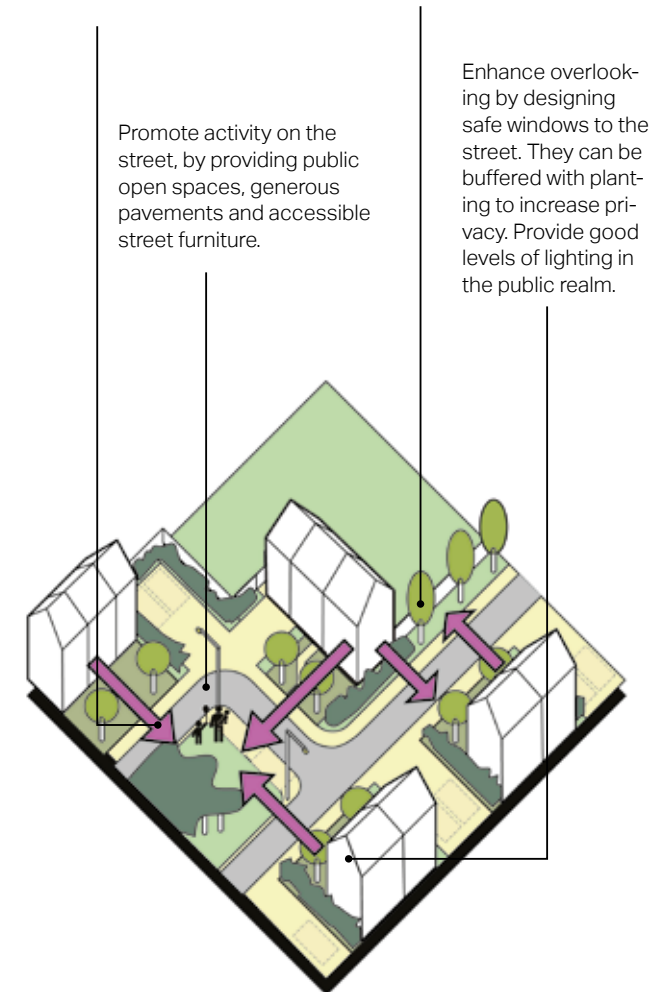 Promote activity on the
street, by providing public
open spaces, generous
pavements and accessible
street furniture.
Enhance overlook-
ing by designing
safe windows to the
street. They can be
buffered with plant-
ing to increase pri-
vacy. Provide good
levels of lighting in
the public realm.